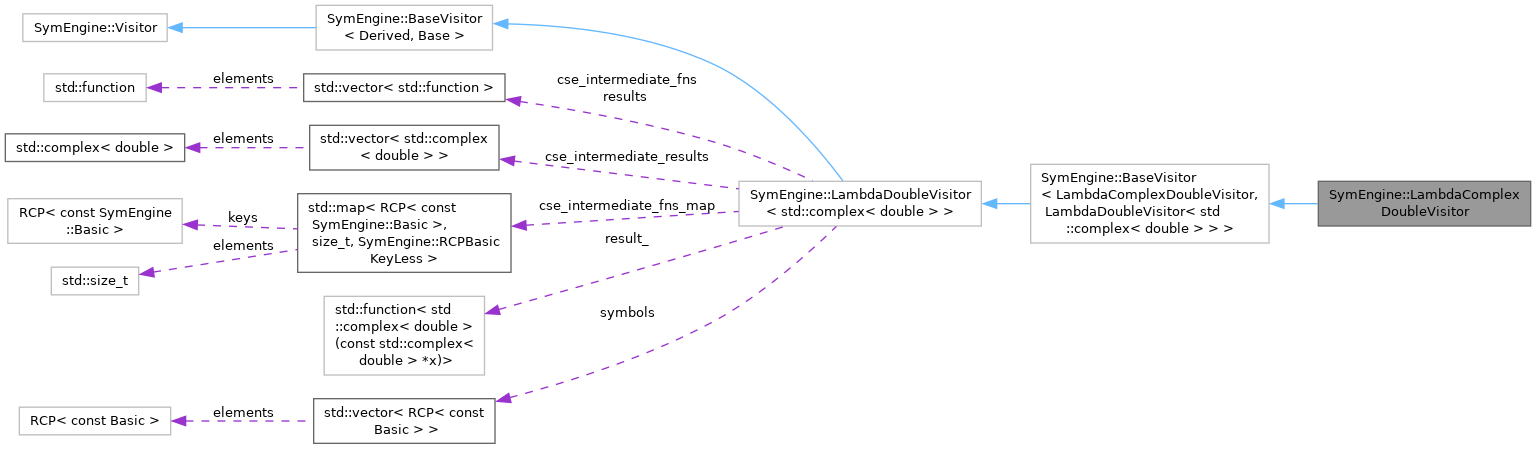 SymEngine::Visitor
SymEngine::BaseVisitor
< Derived, Base >
std::function
elements
std::vector< std::function >
cse_intermediate_fns
results
std::complex< double >
elements
std::vector< std::complex
< double > >
cse_intermediate_results
RCP< const SymEngine
::Basic >
keys
elements
std::size_t
std::map< RCP< const
SymEngine::Basic >,
size_t, SymEngine::RCPBasic
KeyLess >
cse_intermediate_fns_map
result_
std::function< std
::complex< double >
(const std::complex<
double > *x)>
symbols
RCP< const Basic >
elements
std::vector< RCP< const
Basic > >
SymEngine::LambdaDoubleVisitor
< std::complex< double > >
SymEngine::BaseVisitor
< LambdaComplexDoubleVisitor,
LambdaDoubleVisitor< std
::complex< double > > >
SymEngine::LambdaComplex
DoubleVisitor